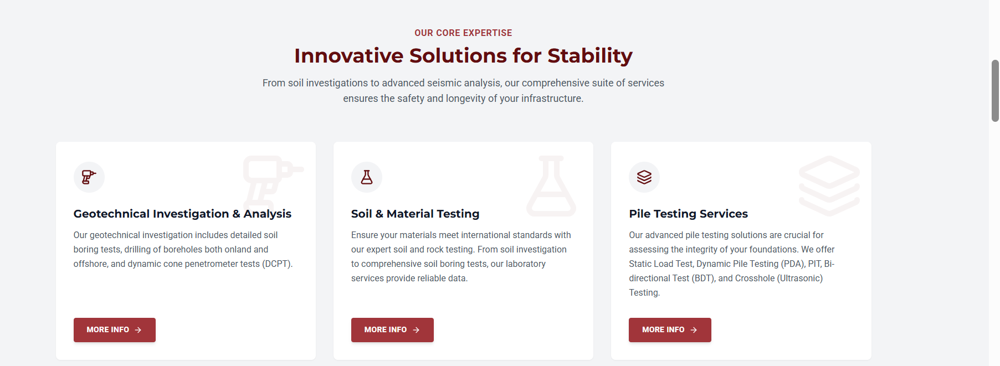 OUR CORE EXPERTISE
Innovative Solutions for Stability
From soil investigations to advanced seismic analysis, our comprehensive suite of services
ensures the safety and longevity of your infrastructure.
Geotechnical Investigation & Analysis
Our geotechnical investigation includes detailed soil
boring tests, drilling of boreholes both onland and
offshore, and dynamic cone penetrometer tests (DCPT).
MORE INFO
Soil & Material Testing
Ensure your materials meet international standards with
our expert soil and rock testing. From soil investigation
to comprehensive soil boring tests, our laboratory
services provide reliable data.
MORE INFO
Pile Testing Services
Our advanced pile testing solutions are crucial for
assessing the integrity of your foundations. We offer
Static Load Test, Dynamic Pile Testing (PDA), PIT, Bi-
directional Test (BDT), and Crosshole (Ultrasonic)
Testing.
MORE INFO